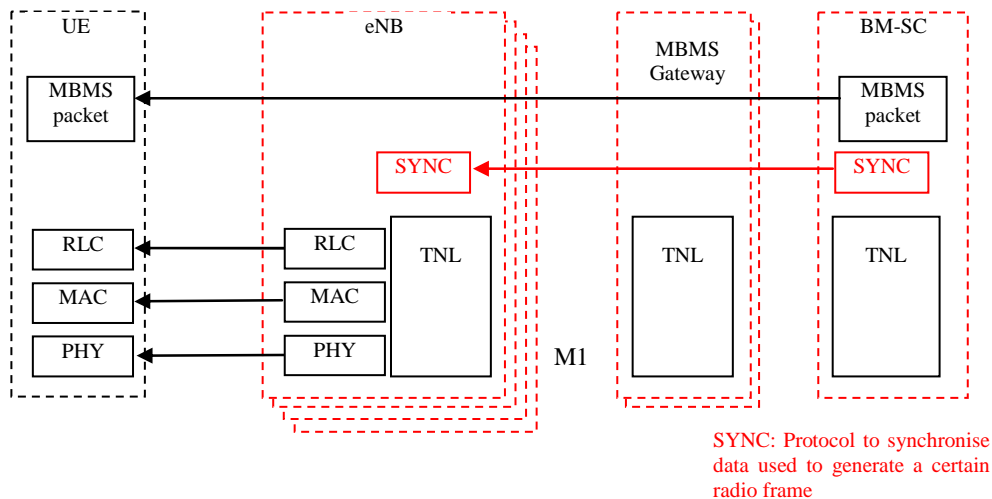 UE
eNB
MBMS
Gateway
BM-SC
MBMS
packet
MBMS
packet
SYNC
SYNC
RLC
RLC
TNL
TNL
TNL
MAC
MAC
PHY
PHY
M1
SYNC: Protocol to synchronise
data used to generate a certain
radio frame